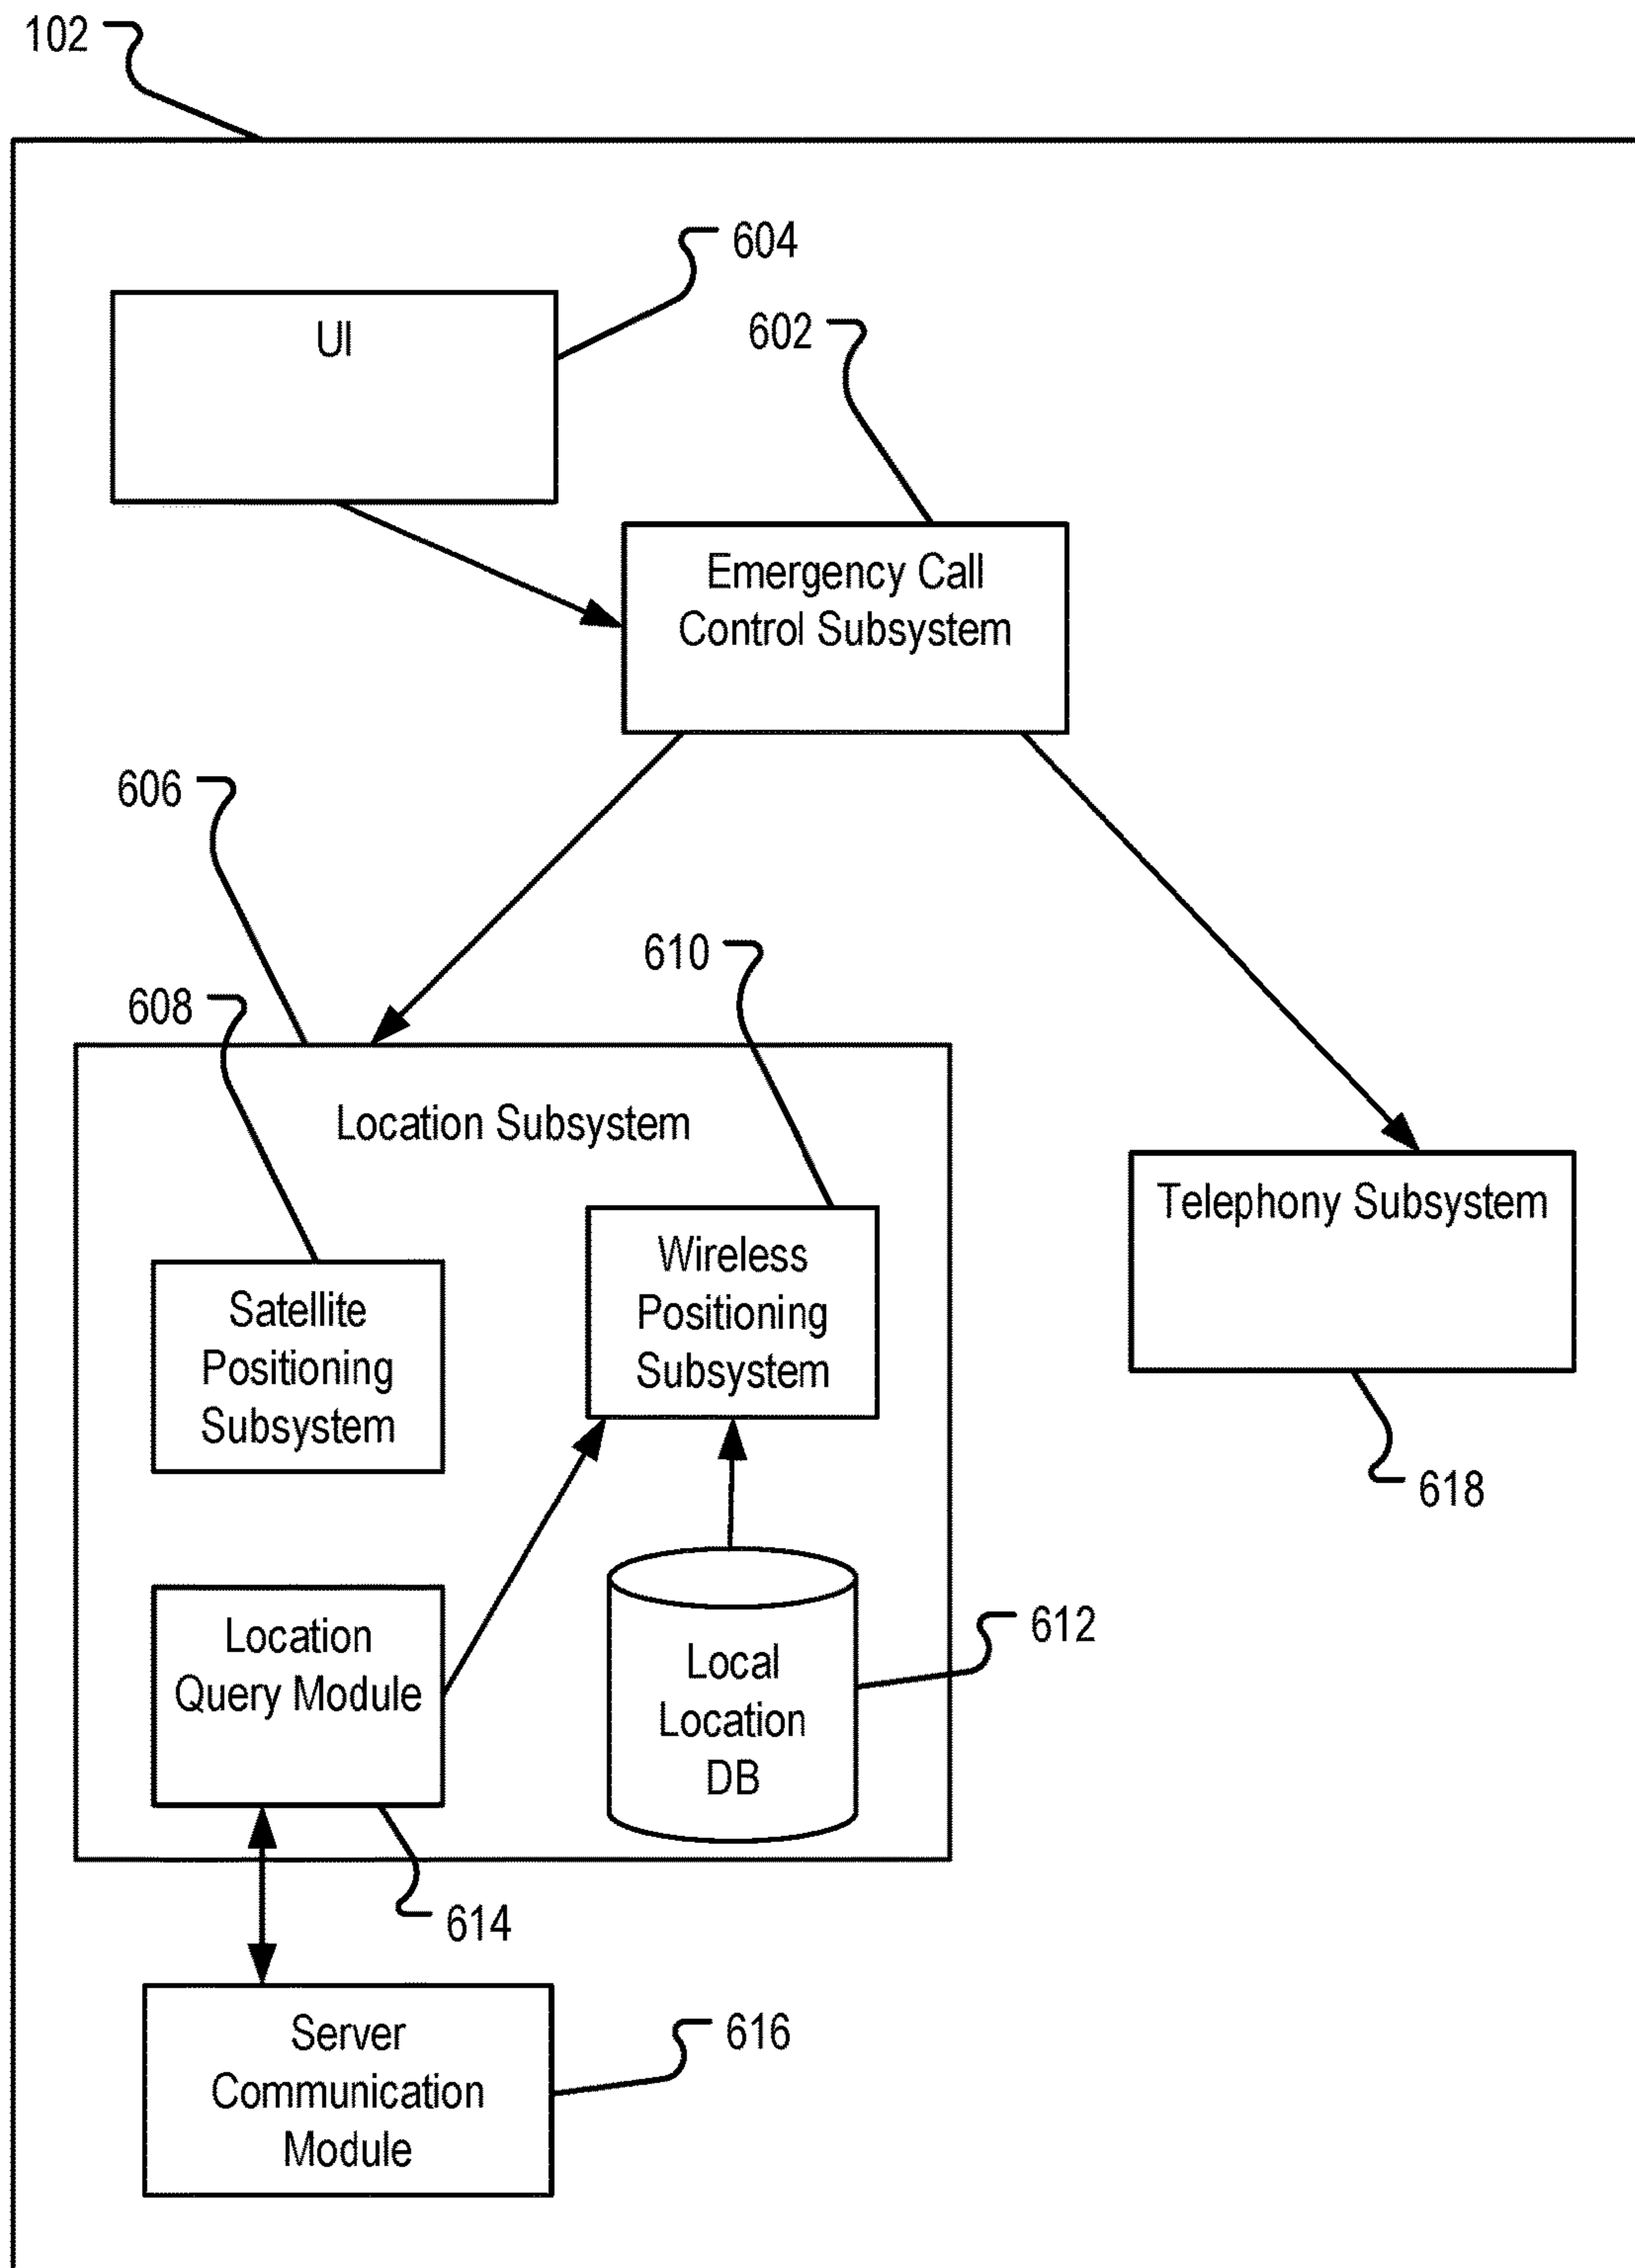 102
604
UI
602
Emergency Call
Control Subsystem
606
610
608
Location Subsystem
Telephony Subsystem
Wireless
Positioning
Subsystem
Satellite
Positioning
Subsystem
618
Location
Query Module
612
Local
Location
DB
614
616
Server
Communication
Module